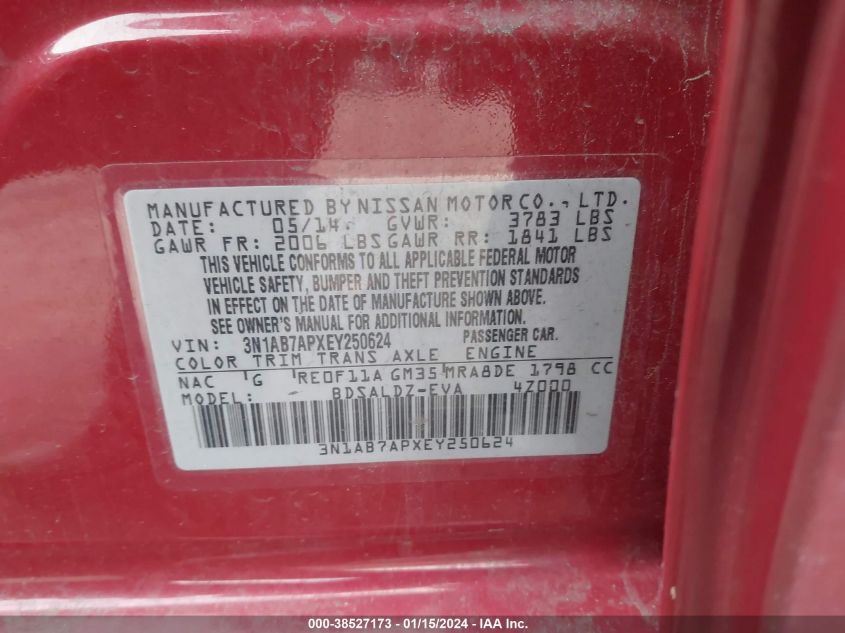 MANUFACTURED BY NISSAN MOTOR CO., LTD.
DATE: 05/14 GVWR: 3783 LBS
GAWR FR: 2006 LBS GAWR RR: 1841 LBS
THIS VEHICLE CONFORMS TO ALL APPLICABLE FEDERAL MOTOR
VEHICLE SAFETY, BUMPER AND THEFT PREVENTION STANDARDS
IN EFFECT ON THE DATE OF MANUFACTURE SHOWN ABOVE.
SEE OWNER'S MANUAL FOR ADDITIONAL INFORMATION.
VIN: 3N1AB7APXEY250624 PASSENGER CAR.
COLOR TRIM TRANS AXLE ENGINE
NAC G RE0F11A GM35 MRA8DE 1798 CC
MODEL: BDSALDZ-EVA 4Z000
3N1AB7APXEY250624
000-38527173 - 01/15/2024 - IAA Inc.